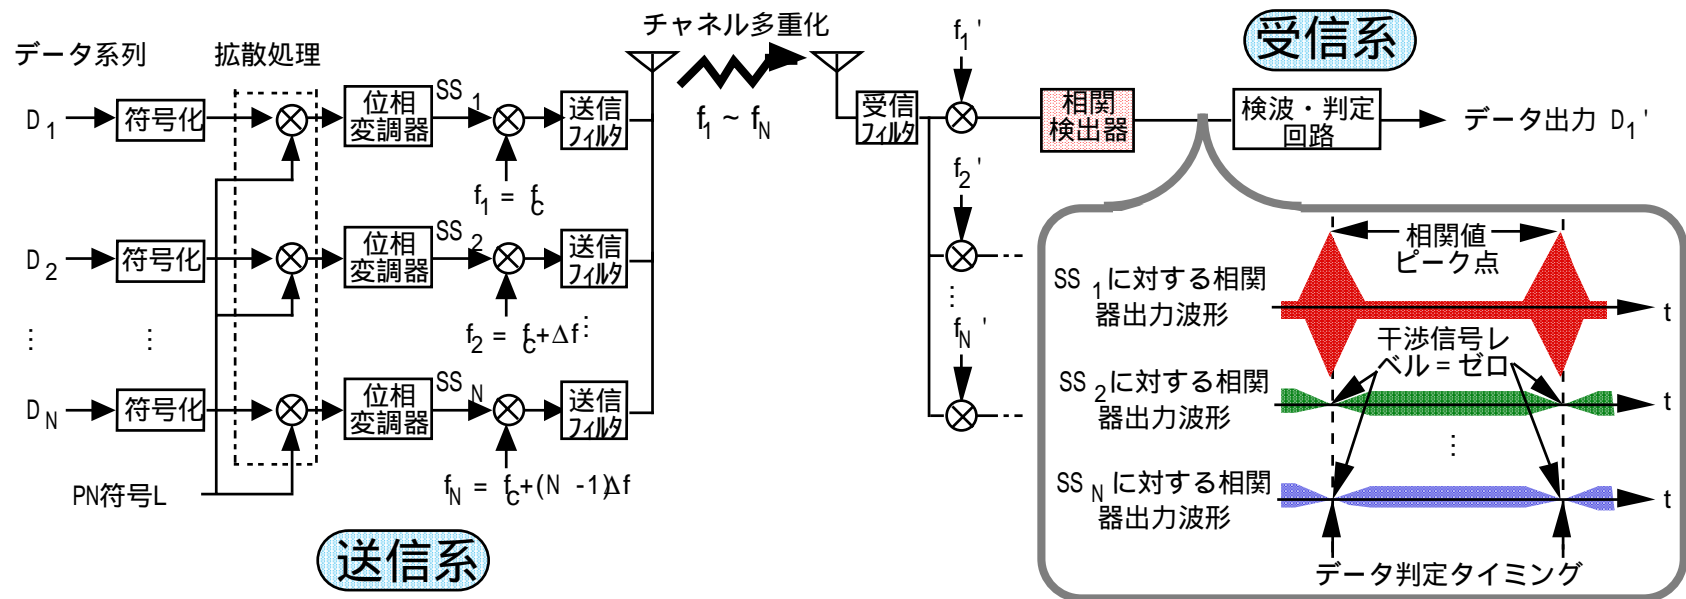 チャネル多重化
f1'
受信系
データ系列
拡散処理
D1
符号化
位相
変調器
SS1
送信
フィルタ
f1 = fc
f1 ~ fN
受信
フィルタ
相関
検出器
検波・判定
回路
データ出力 D1'
f2'
D2
符号化
位相
変調器
SS2
送信
フィルタ
f2 = fc+Δf
⋮
⋮
⋮
⋮
fN'
DN
符号化
位相
変調器
SSN
送信
フィルタ
fN = fc+(N -1)Δf
PN符号L
送信系
相関値
ピーク点
SS1に対する相関
器出力波形
t
干渉信号レ
ベル = ゼロ
SS2に対する相関
器出力波形
t
⋮
SSNに対する相関
器出力波形
t
データ判定タイミング